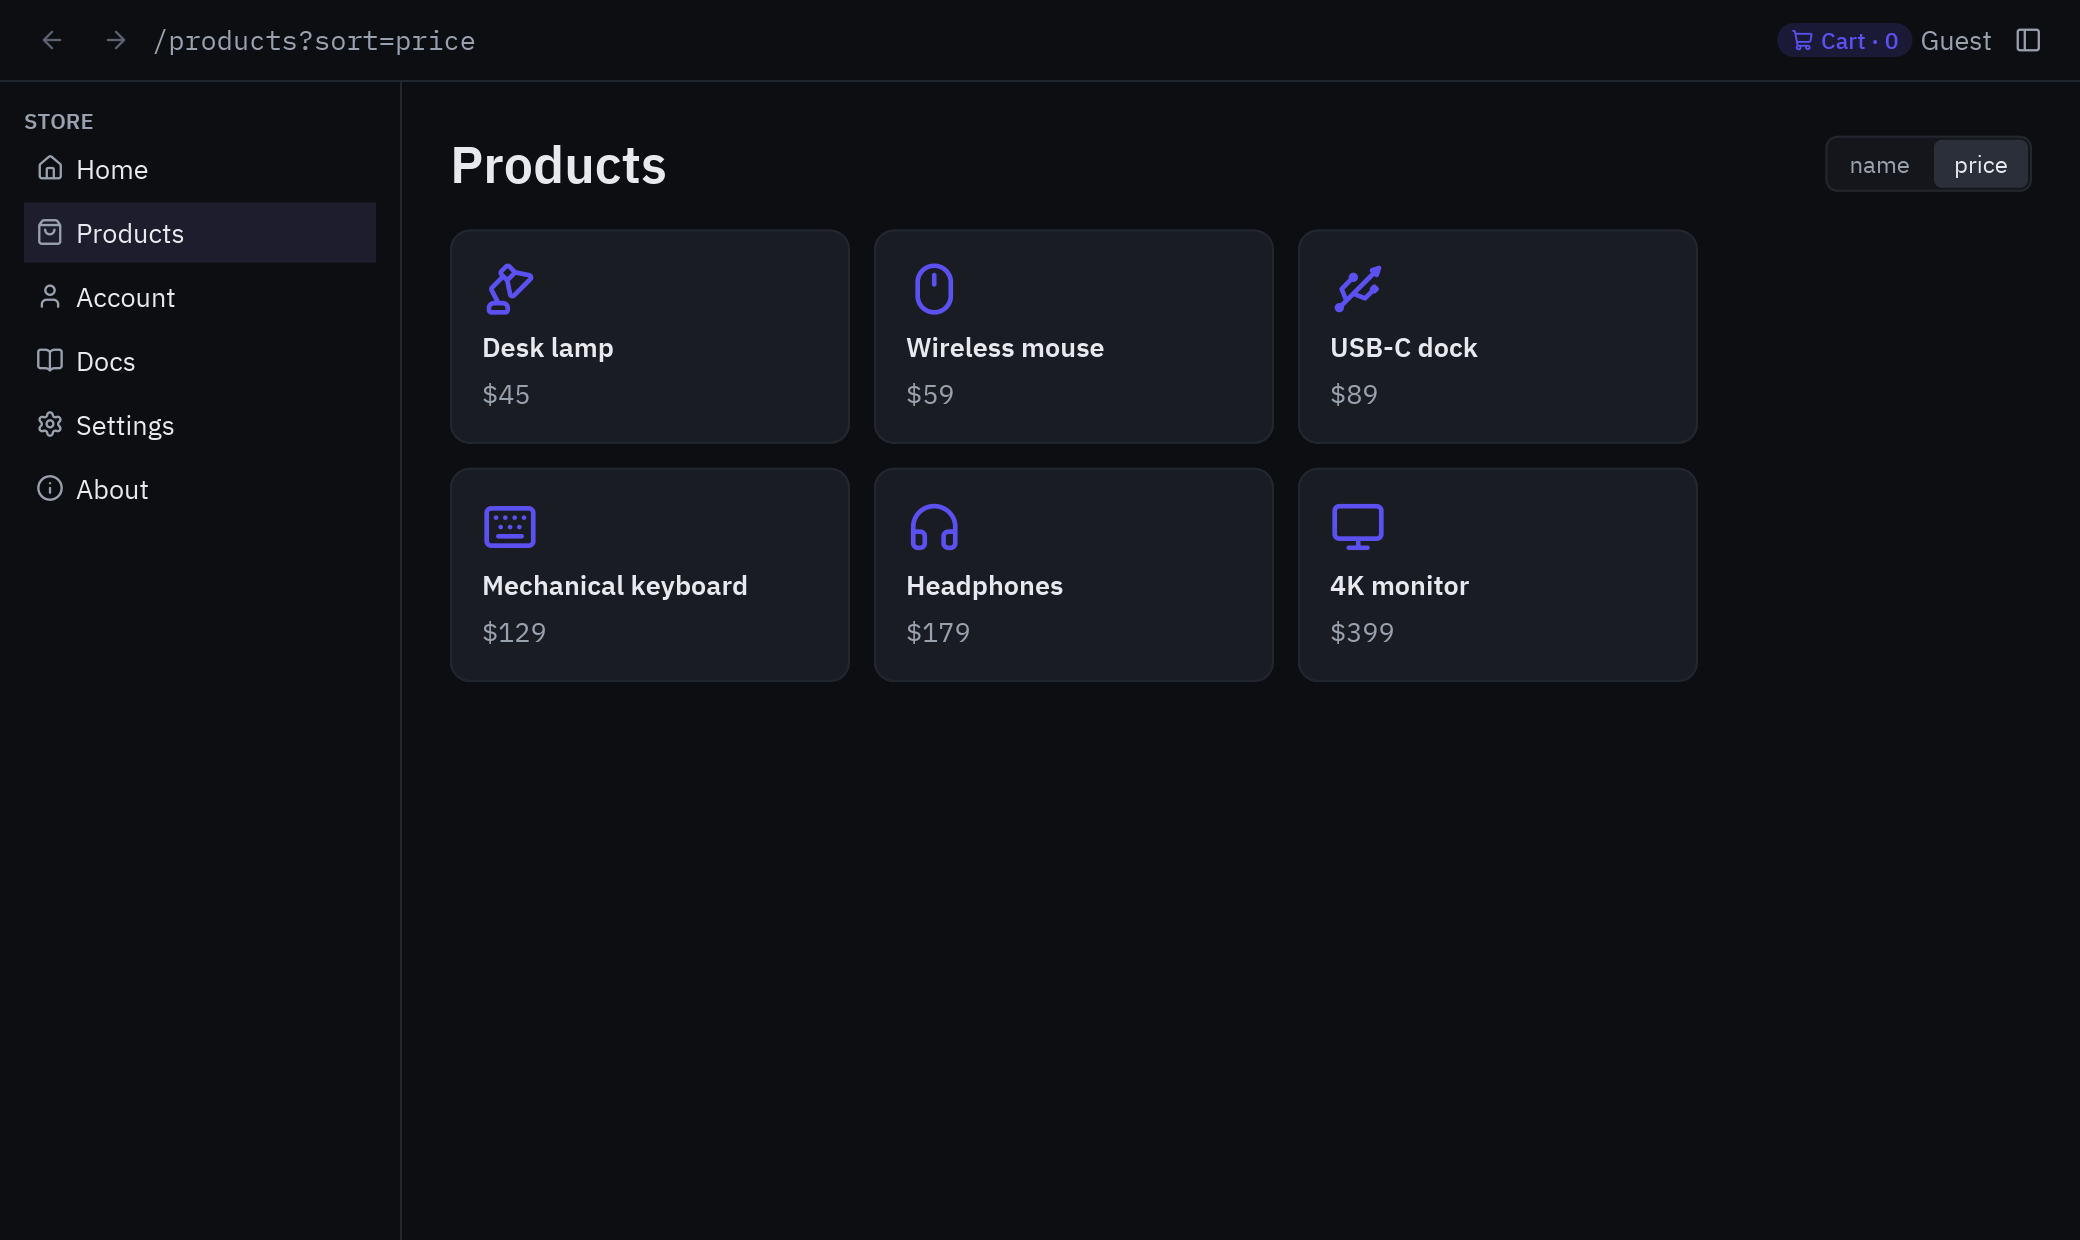 /products?sort=price
Cart · 0
Guest
STORE
Home
Products
Account
Docs
Settings
About
Products
name
price
Desk lamp
$45
Wireless mouse
$59
USB-C dock
$89
Mechanical keyboard
$129
Headphones
$179
4K monitor
$399